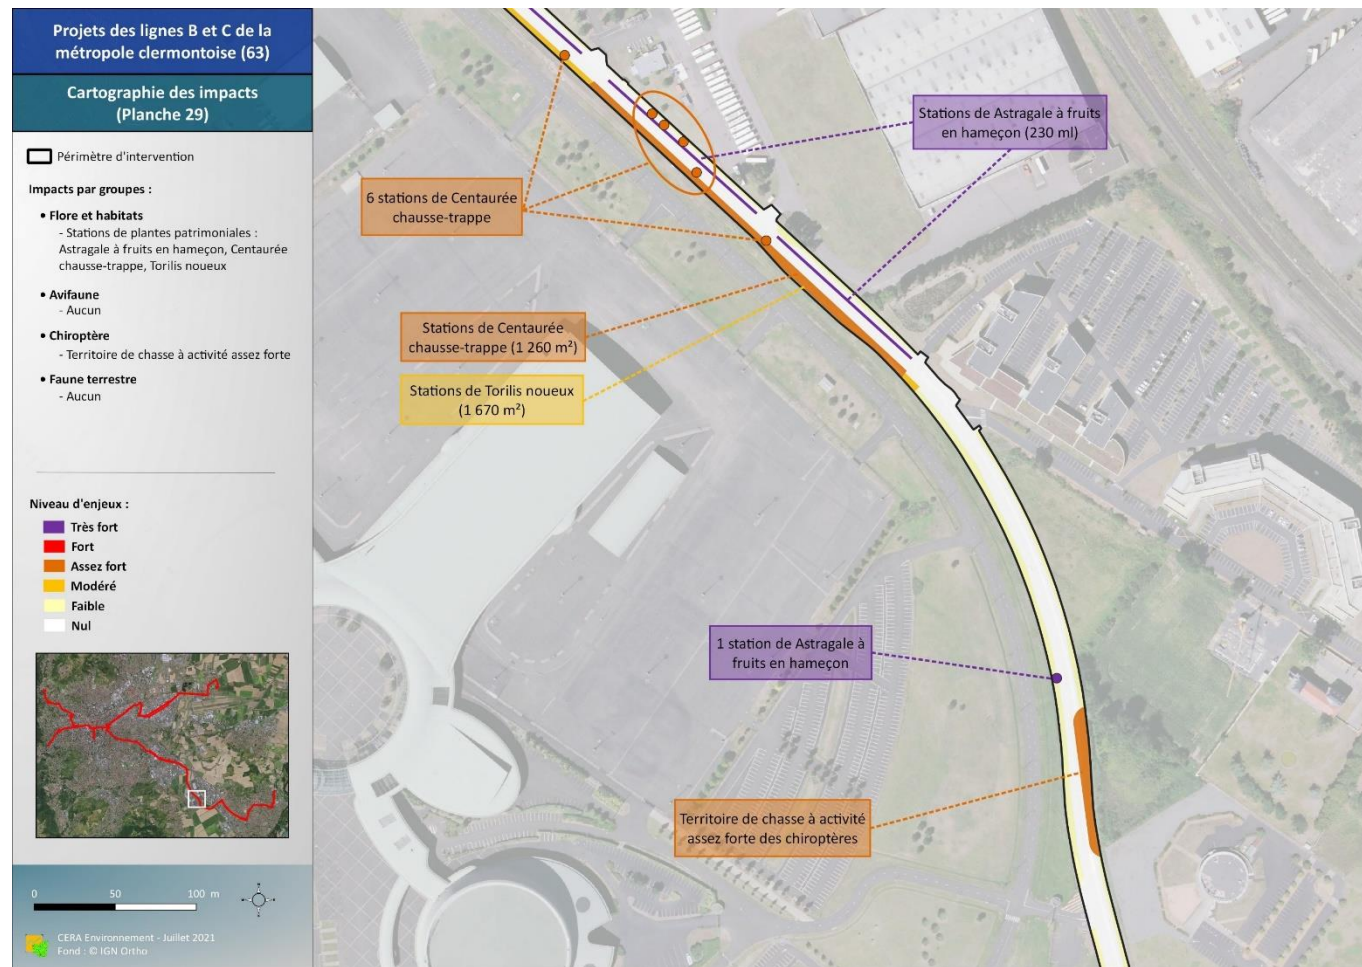 Projets des lignes B et C de la
métropole clermontoise (63)
Cartographie des impacts
(Planche 29)
Périmètre d'intervention
Impacts par groupes :
• Flore et habitats
- Stations de plantes patrimoniales :
Astragale à fruits en hameçon, Centaurée
chausse-trappe, Torilis noueux
• Avifaune
- Aucun
• Chiroptère
- Territoire de chasse à activité assez forte
• Faune terrestre
- Aucun
Niveau d'enjeux :
Très fort
Fort
Assez fort
Modéré
Faible
Nul
0 50 100 m
CERA Environnement - Juillet 2021
Fond : © IGN Ortho
Stations de Astragale à fruits
en hameçon (230 ml)
6 stations de Centaurée
chausse-trappe
Stations de Centaurée
chausse-trappe (1 260 m²)
Stations de Torilis noueux
(1 670 m²)
1 station de Astragale à
fruits en hameçon
Territoire de chasse à activité
assez forte des chiroptères